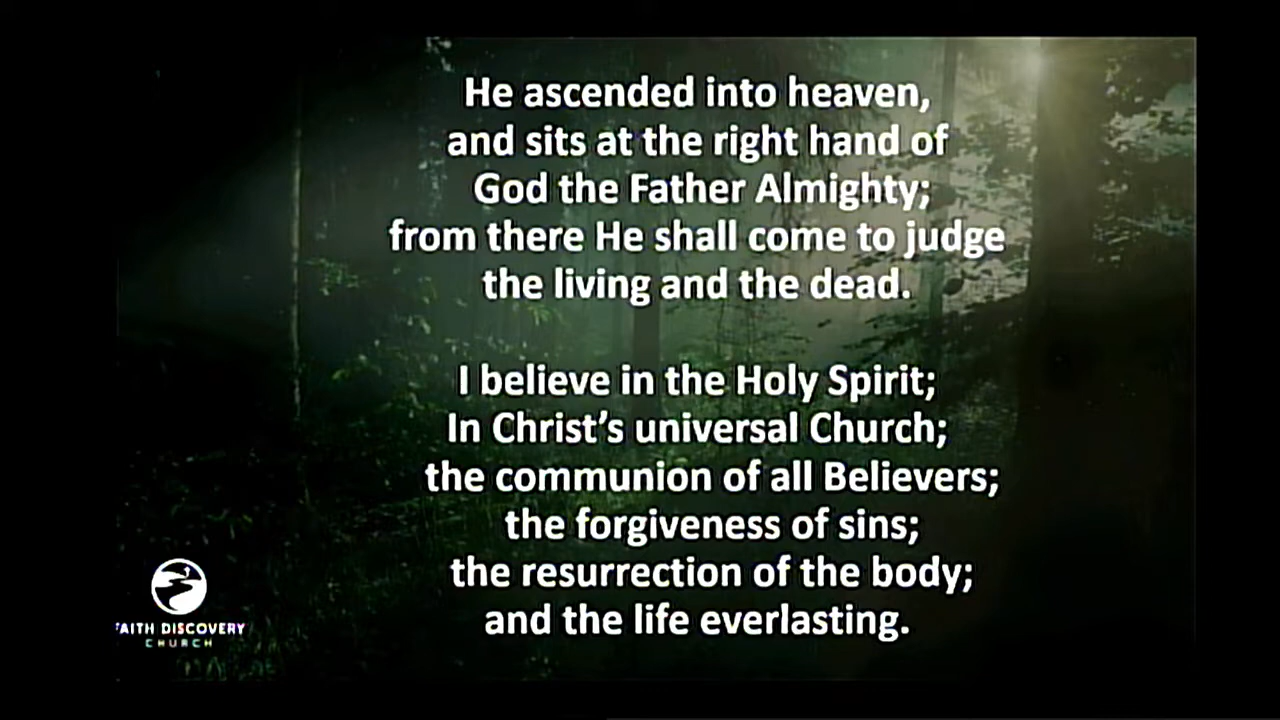 He ascended into heaven,
and sits at the right hand of
God the Father Almighty;
from there He shall come to judge
the living and the dead.
I believe in the Holy Spirit;
In Christ's universal Church;
the communion of all Believers;
the forgiveness of sins;
the resurrection of the body;
and the life everlasting.
FAITH DISCOVERY
CHURCH